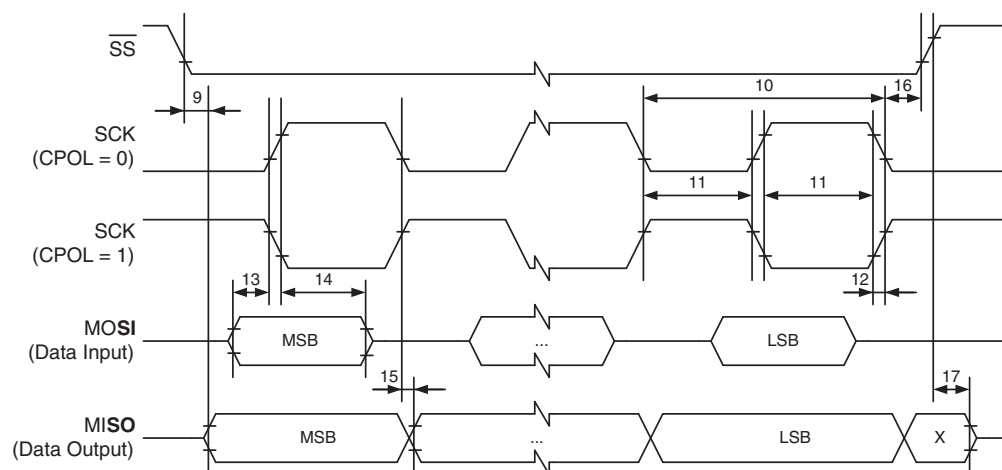 SS
10
9
16
SCK
(CPOL = 0)
11
11
SCK
(CPOL = 1)
13
14
12
MOSI
(Data Input)
MSB
...
LSB
15
17
MISO
(Data Output)
MSB
...
LSB
X